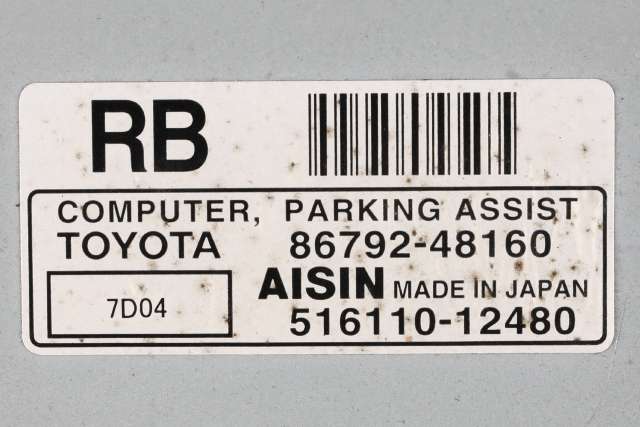 RB
COMPUTER, PARKING ASSIST
TOYOTA 86792-48160
7D04
AISIN MADE IN JAPAN
516110-12480